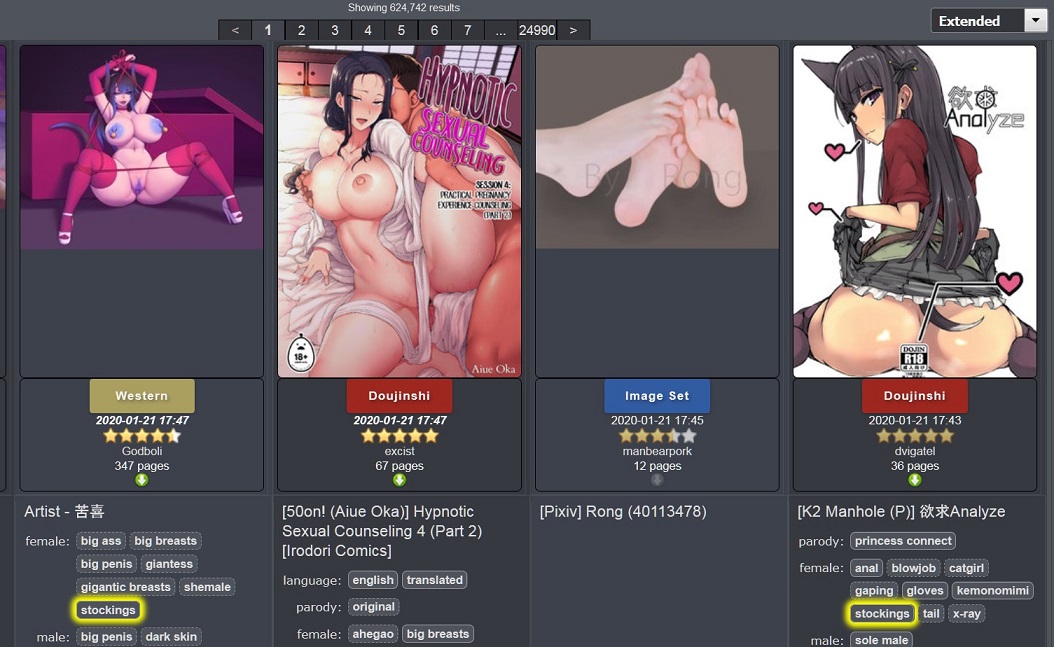 Showing 624,742 results
< 1 2 3 4 5 6 7 ... 24990 >
Extended
HYPNOTIC
SEXUAL
COUNSELING
SESSION 4:
PRACTICAL PREGNANCY
EXPERIENCE COUNSELING
(PART 2)
18+
Aiue Oka
By Rong
欲求
Analyze
DOJIN
R18
Western
2020-01-21 17:47
Godboli
347 pages
Doujinshi
2020-01-21 17:47
excist
67 pages
Image Set
2020-01-21 17:45
manbearpork
12 pages
Doujinshi
2020-01-21 17:43
dvigatel
36 pages
Artist - 苦喜
female: big ass big breasts
big penis giantess
gigantic breasts shemale
stockings
male: big penis dark skin
[50on! (Aiue Oka)] Hypnotic
Sexual Counseling 4 (Part 2)
[Irodori Comics]
language: english translated
parody: original
female: ahegao big breasts
[Pixiv] Rong (40113478)
[K2 Manhole (P)] 欲求Analyze
parody: princess connect
female: anal blowjob catgirl
gaping gloves kemonomimi
stockings tail x-ray
male: sole male